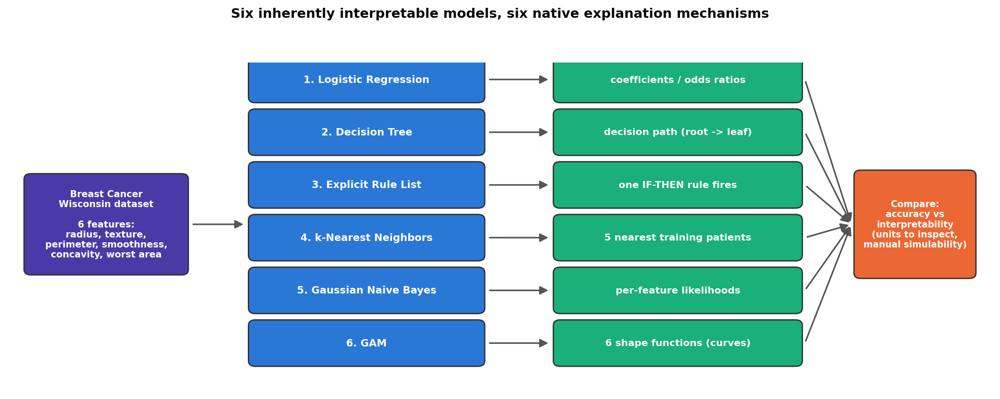 Six inherently interpretable models, six native explanation mechanisms
Breast Cancer
Wisconsin dataset
6 features:
radius, texture,
perimeter, smoothness,
concavity, worst area
1. Logistic Regression
coefficients / odds ratios
2. Decision Tree
decision path (root -> leaf)
3. Explicit Rule List
one IF-THEN rule fires
4. k-Nearest Neighbors
5 nearest training patients
5. Gaussian Naive Bayes
per-feature likelihoods
6. GAM
6 shape functions (curves)
Compare:
accuracy vs
interpretability
(units to inspect,
manual simulability)